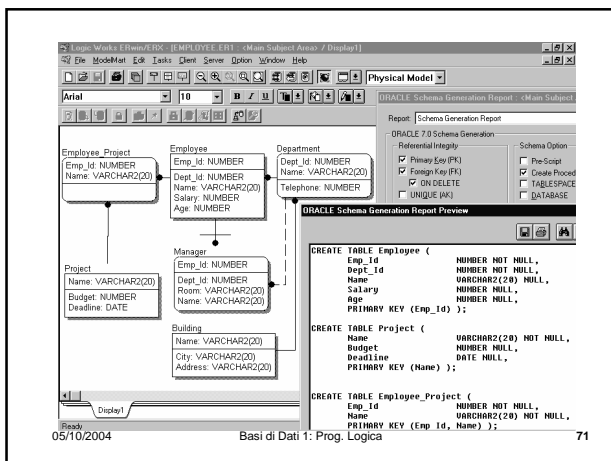 Logic Works ERwin/ERX - [EMPLOYEE.ER1 : <Main Subject Area> / Display1]
File ModelMart Edit Tasks Client Server Option Window Help
Physical Model
Arial 10 B I U
ORACLE Schema Generation Report : <Main Subject
Report: Schema Generation Report
ORACLE 7.0 Schema Generation
Referential Integrity
Primary Key (PK)
Foreign Key (FK)
ON DELETE
UNIQUE (AK)
Schema Option
Pre-Script
Create Proced
TABLESPACE
DATABASE
Employee_Project
Emp_Id: NUMBER
Name: VARCHAR2(20)
Employee
Emp_Id: NUMBER
Dept_Id: NUMBER
Name: VARCHAR2(20)
Salary: NUMBER
Age: NUMBER
Department
Dept_Id: NUMBER
Name: VARCHAR2(20)
Telephone: NUMBER
Project
Name: VARCHAR2(20)
Budget: NUMBER
Deadline: DATE
Manager
Emp_Id: NUMBER
Dept_Id: NUMBER
Room: VARCHAR2(20)
Name: VARCHAR2(20)
Building
Name: VARCHAR2(20)
City: VARCHAR2(20)
Address: VARCHAR2(20)
ORACLE Schema Generation Report Preview
CREATE TABLE Employee (
Emp_Id NUMBER NOT NULL,
Dept_Id NUMBER NOT NULL,
Name VARCHAR2(20) NULL,
Salary NUMBER NULL,
Age NUMBER NULL,
PRIMARY KEY (Emp_Id) );
CREATE TABLE Project (
Name VARCHAR2(20) NOT NULL,
Budget NUMBER NULL,
Deadline DATE NULL,
PRIMARY KEY (Name) );
CREATE TABLE Employee_Project (
Emp_Id NUMBER NOT NULL,
Name VARCHAR2(20) NOT NULL,
PRIMARY KEY (Emp_Id, Name) );
Display1
Ready
05/10/2004 Basi di Dati 1: Prog. Logica 71